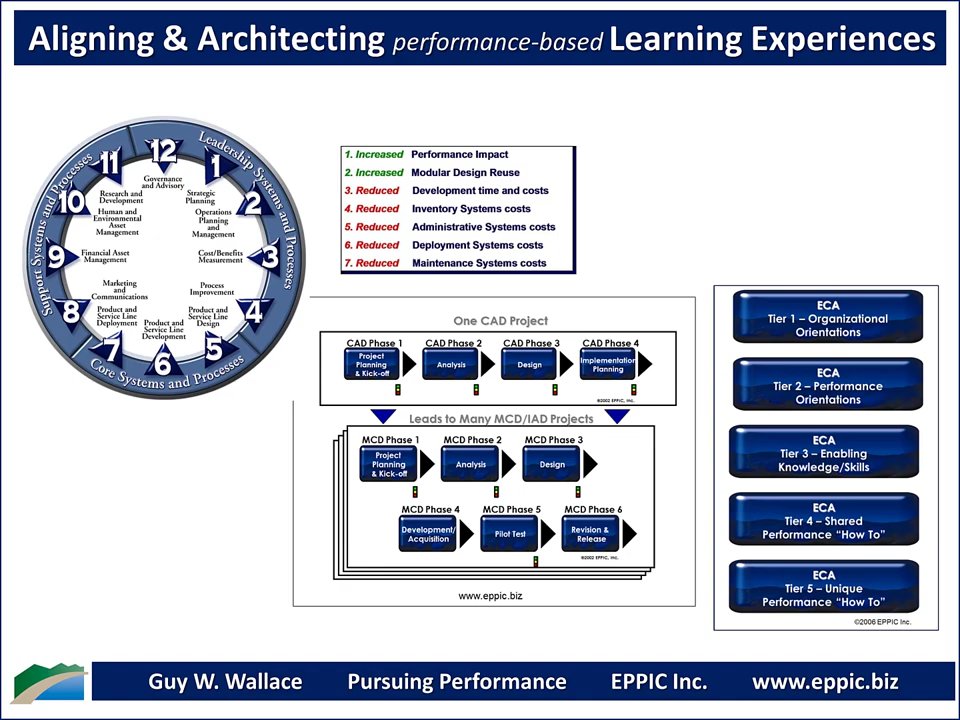 Aligning & Architecting performance-based Learning Experiences
Leadership Systems and Processes
Support Systems and Processes
Core Systems and Processes
12
Governance
and Advisory
1
Strategic
Planning
2
Operations
Planning
and
Management
3
Cost/Benefits
Measurement
4
Process
Improvement
5
Product and
Service Line
Design
6
Product and
Service Line
Development
7
Product and
Service Line
Deployment
8
Marketing
and
Communications
9
Financial Asset
Management
10
Human and
Environmental
Asset
Management
11
Research and
Development
1. Increased Performance Impact
2. Increased Modular Design Reuse
3. Reduced Development time and costs
4. Reduced Inventory Systems costs
5. Reduced Administrative Systems costs
6. Reduced Deployment Systems costs
7. Reduced Maintenance Systems costs
One CAD Project
CAD Phase 1
Project
Planning
& Kick-off
CAD Phase 2
Analysis
CAD Phase 3
Design
CAD Phase 4
Implementation
Planning
©2002 EPPIC, Inc.
Leads to Many MCD/IAD Projects
MCD Phase 1
Project
Planning
& Kick-off
MCD Phase 2
Analysis
MCD Phase 3
Design
MCD Phase 4
Development/
Acquisition
MCD Phase 5
Pilot Test
MCD Phase 6
Revision &
Release
©2002 EPPIC, Inc.
www.eppic.biz
ECA
Tier 1 – Organizational
Orientations
ECA
Tier 2 – Performance
Orientations
ECA
Tier 3 – Enabling
Knowledge/Skills
ECA
Tier 4 – Shared
Performance “How To”
ECA
Tier 5 – Unique
Performance “How To”
©2006 EPPIC Inc.
Guy W. Wallace Pursuing Performance EPPIC Inc. www.eppic.biz